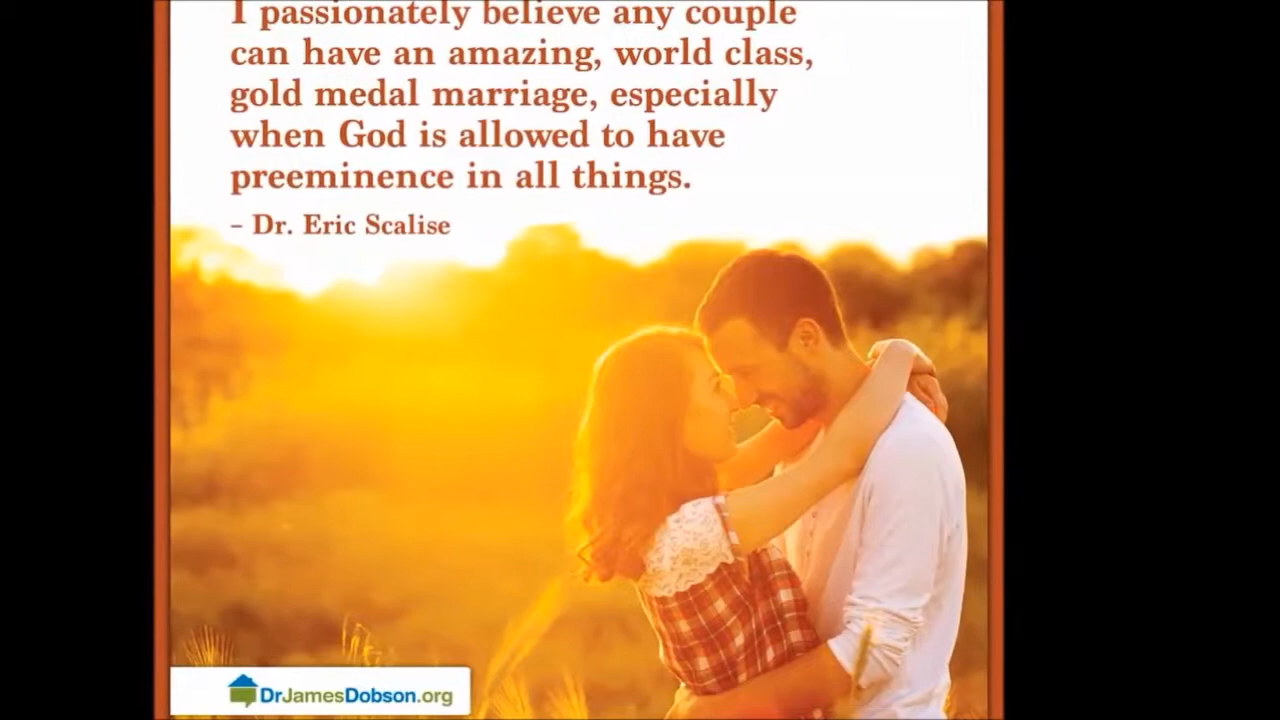 I passionately believe any couple
can have an amazing, world class,
gold medal marriage, especially
when God is allowed to have
preeminence in all things.
– Dr. Eric Scalise
DrJamesDobson.org